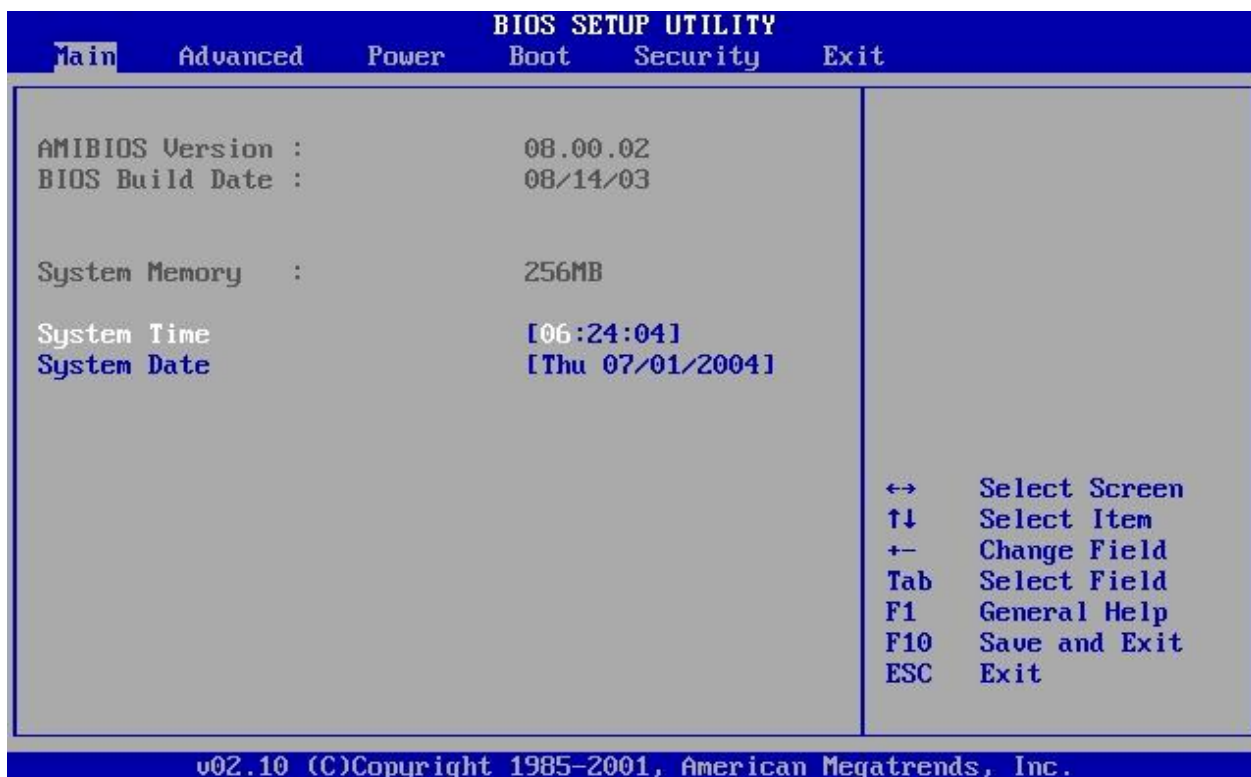 BIOS SETUP UTILITY
Main Advanced Power Boot Security Exit
AMIBIOS Version : 08.00.02
BIOS Build Date : 08/14/03
System Memory : 256MB
System Time [06:24:04]
System Date [Thu 07/01/2004]
←→ Select Screen
↑↓ Select Item
+- Change Field
Tab Select Field
F1 General Help
F10 Save and Exit
ESC Exit
v02.10 (C)Copyright 1985-2001, American Megatrends, Inc.